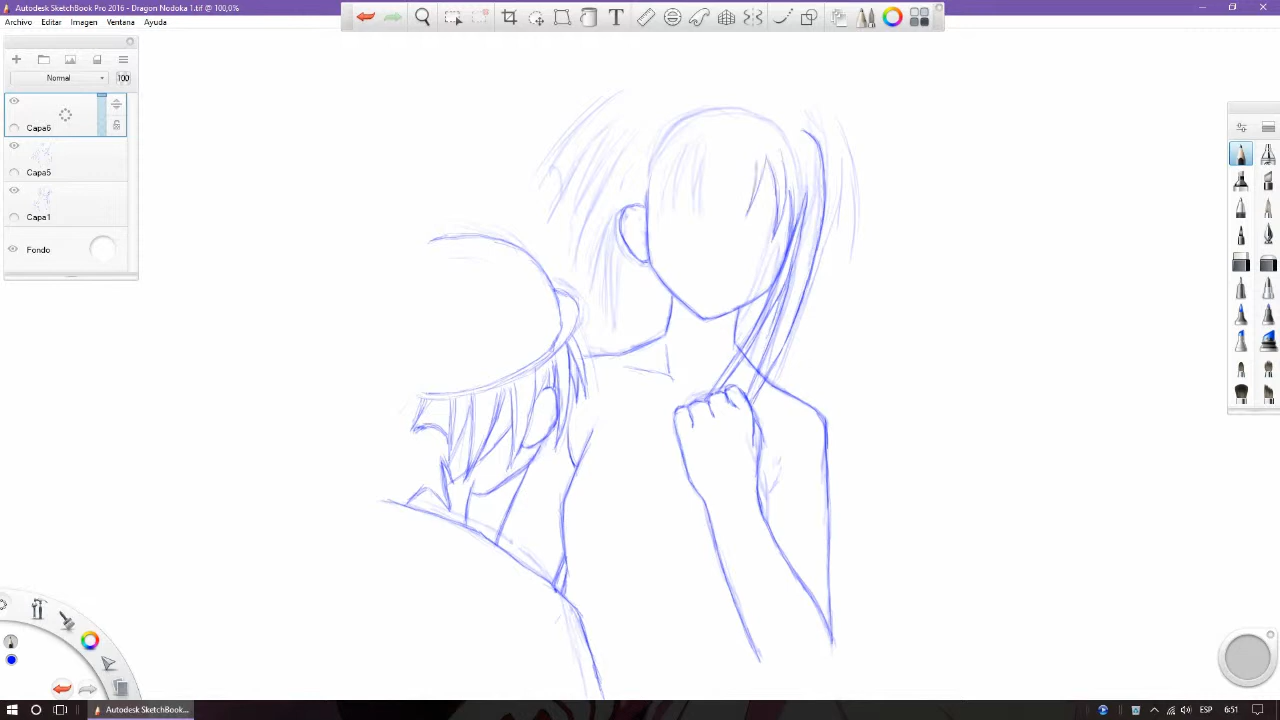 Autodesk SketchBook Pro 2016 - Dragon Nodoka 1.tif @ 100,0%
Archivo Editar Imagen Ventana Ayuda
Normal 100
Capa6
Capa5
Capa1
Fondo
Autodesk SketchBook...
ESP 6:51